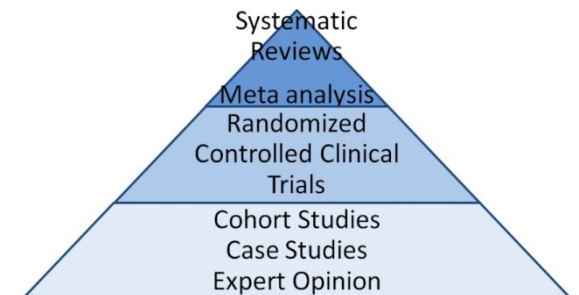 Systematic
Reviews
Meta analysis
Randomized
Controlled Clinical
Trials
Cohort Studies
Case Studies
Expert Opinion